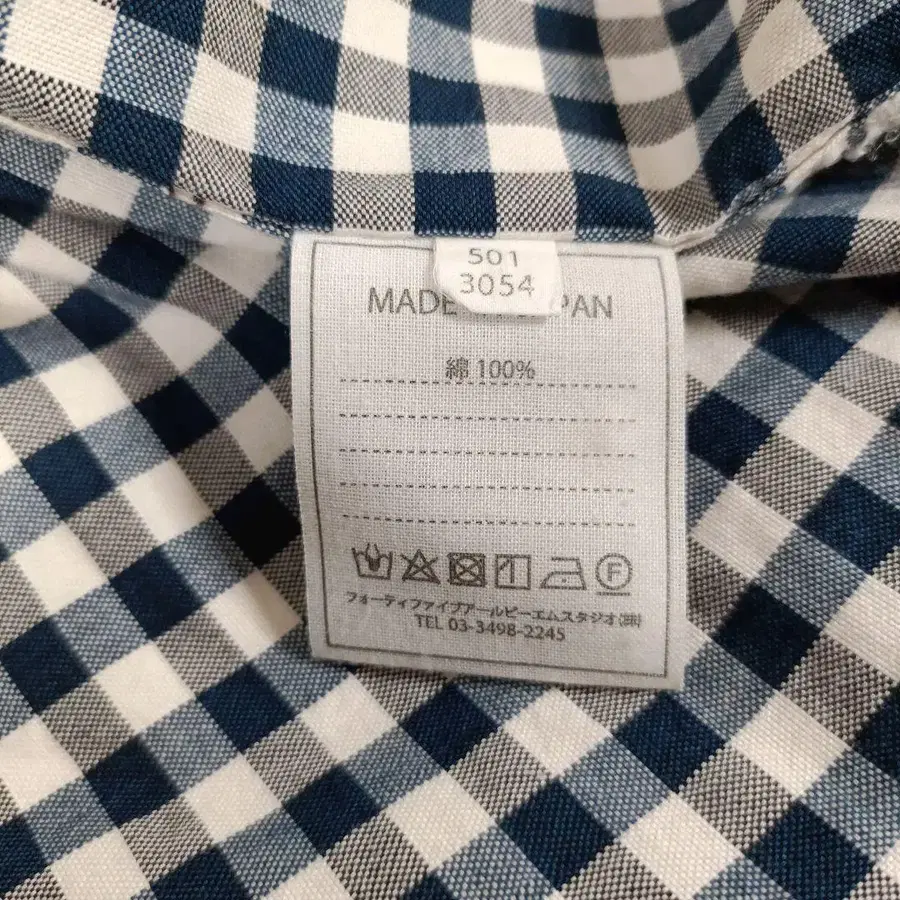 501
3054
MADE PAN
綿 100%
F
フォーティファイブアールピーエムスタジオ(株)
TEL 03-3498-2245